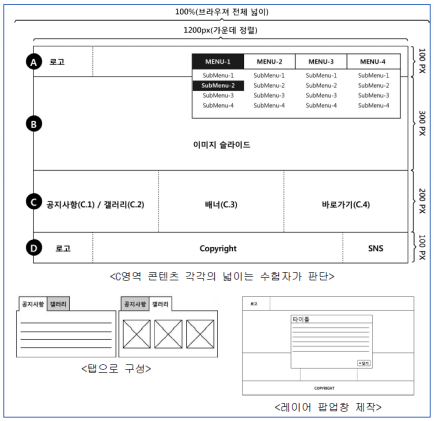 100%(브라우져 전체 넓이)
1200px(가운데 정렬)
A 로고 MENU-1 MENU-2 MENU-3 MENU-4 100 PX
SubMenu-1 SubMenu-1 SubMenu-1 SubMenu-1
SubMenu-2 SubMenu-2 SubMenu-2 SubMenu-2
SubMenu-3 SubMenu-3 SubMenu-3 SubMenu-3
SubMenu-4 SubMenu-4 SubMenu-4 SubMenu-4
B 300 PX
이미지 슬라이드
C 공지사항(C.1) / 갤러리(C.2) 배너(C.3) 바로가기(C.4) 200 PX
D 로고 Copyright SNS 100 PX
<C영역 콘텐츠 각각의 넓이는 수험자가 판단>
공지사항 갤러리 공지사항 갤러리
<탭으로 구성>
로고
타이틀
×닫기
COPYRIGHT
<레이어 팝업창 제작>